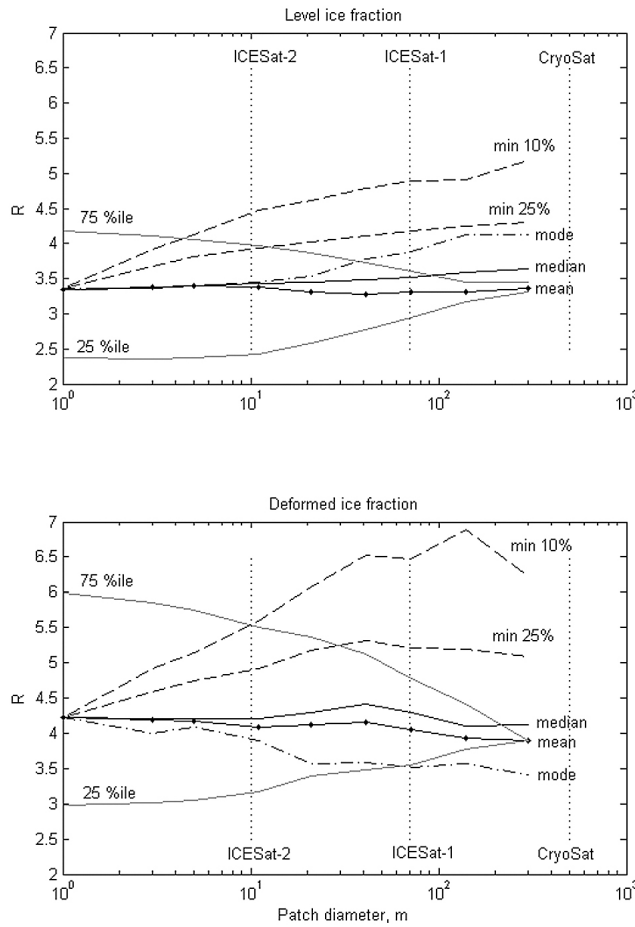 Level ice fraction
7
6.5
6
5.5
5
4.5
4
3.5
3
2.5
2
R
ICESat-2
ICESat-1
CryoSat
min 10%
75 %ile
min 25%
mode
median
mean
25 %ile
10^0
10^1
10^2
10^3
Deformed ice fraction
7
6.5
6
5.5
5
4.5
4
3.5
3
2.5
2
R
min 10%
75 %ile
min 25%
median
mean
mode
25 %ile
ICESat-2
ICESat-1
CryoSat
10^0
10^1
10^2
10^3
Patch diameter, m